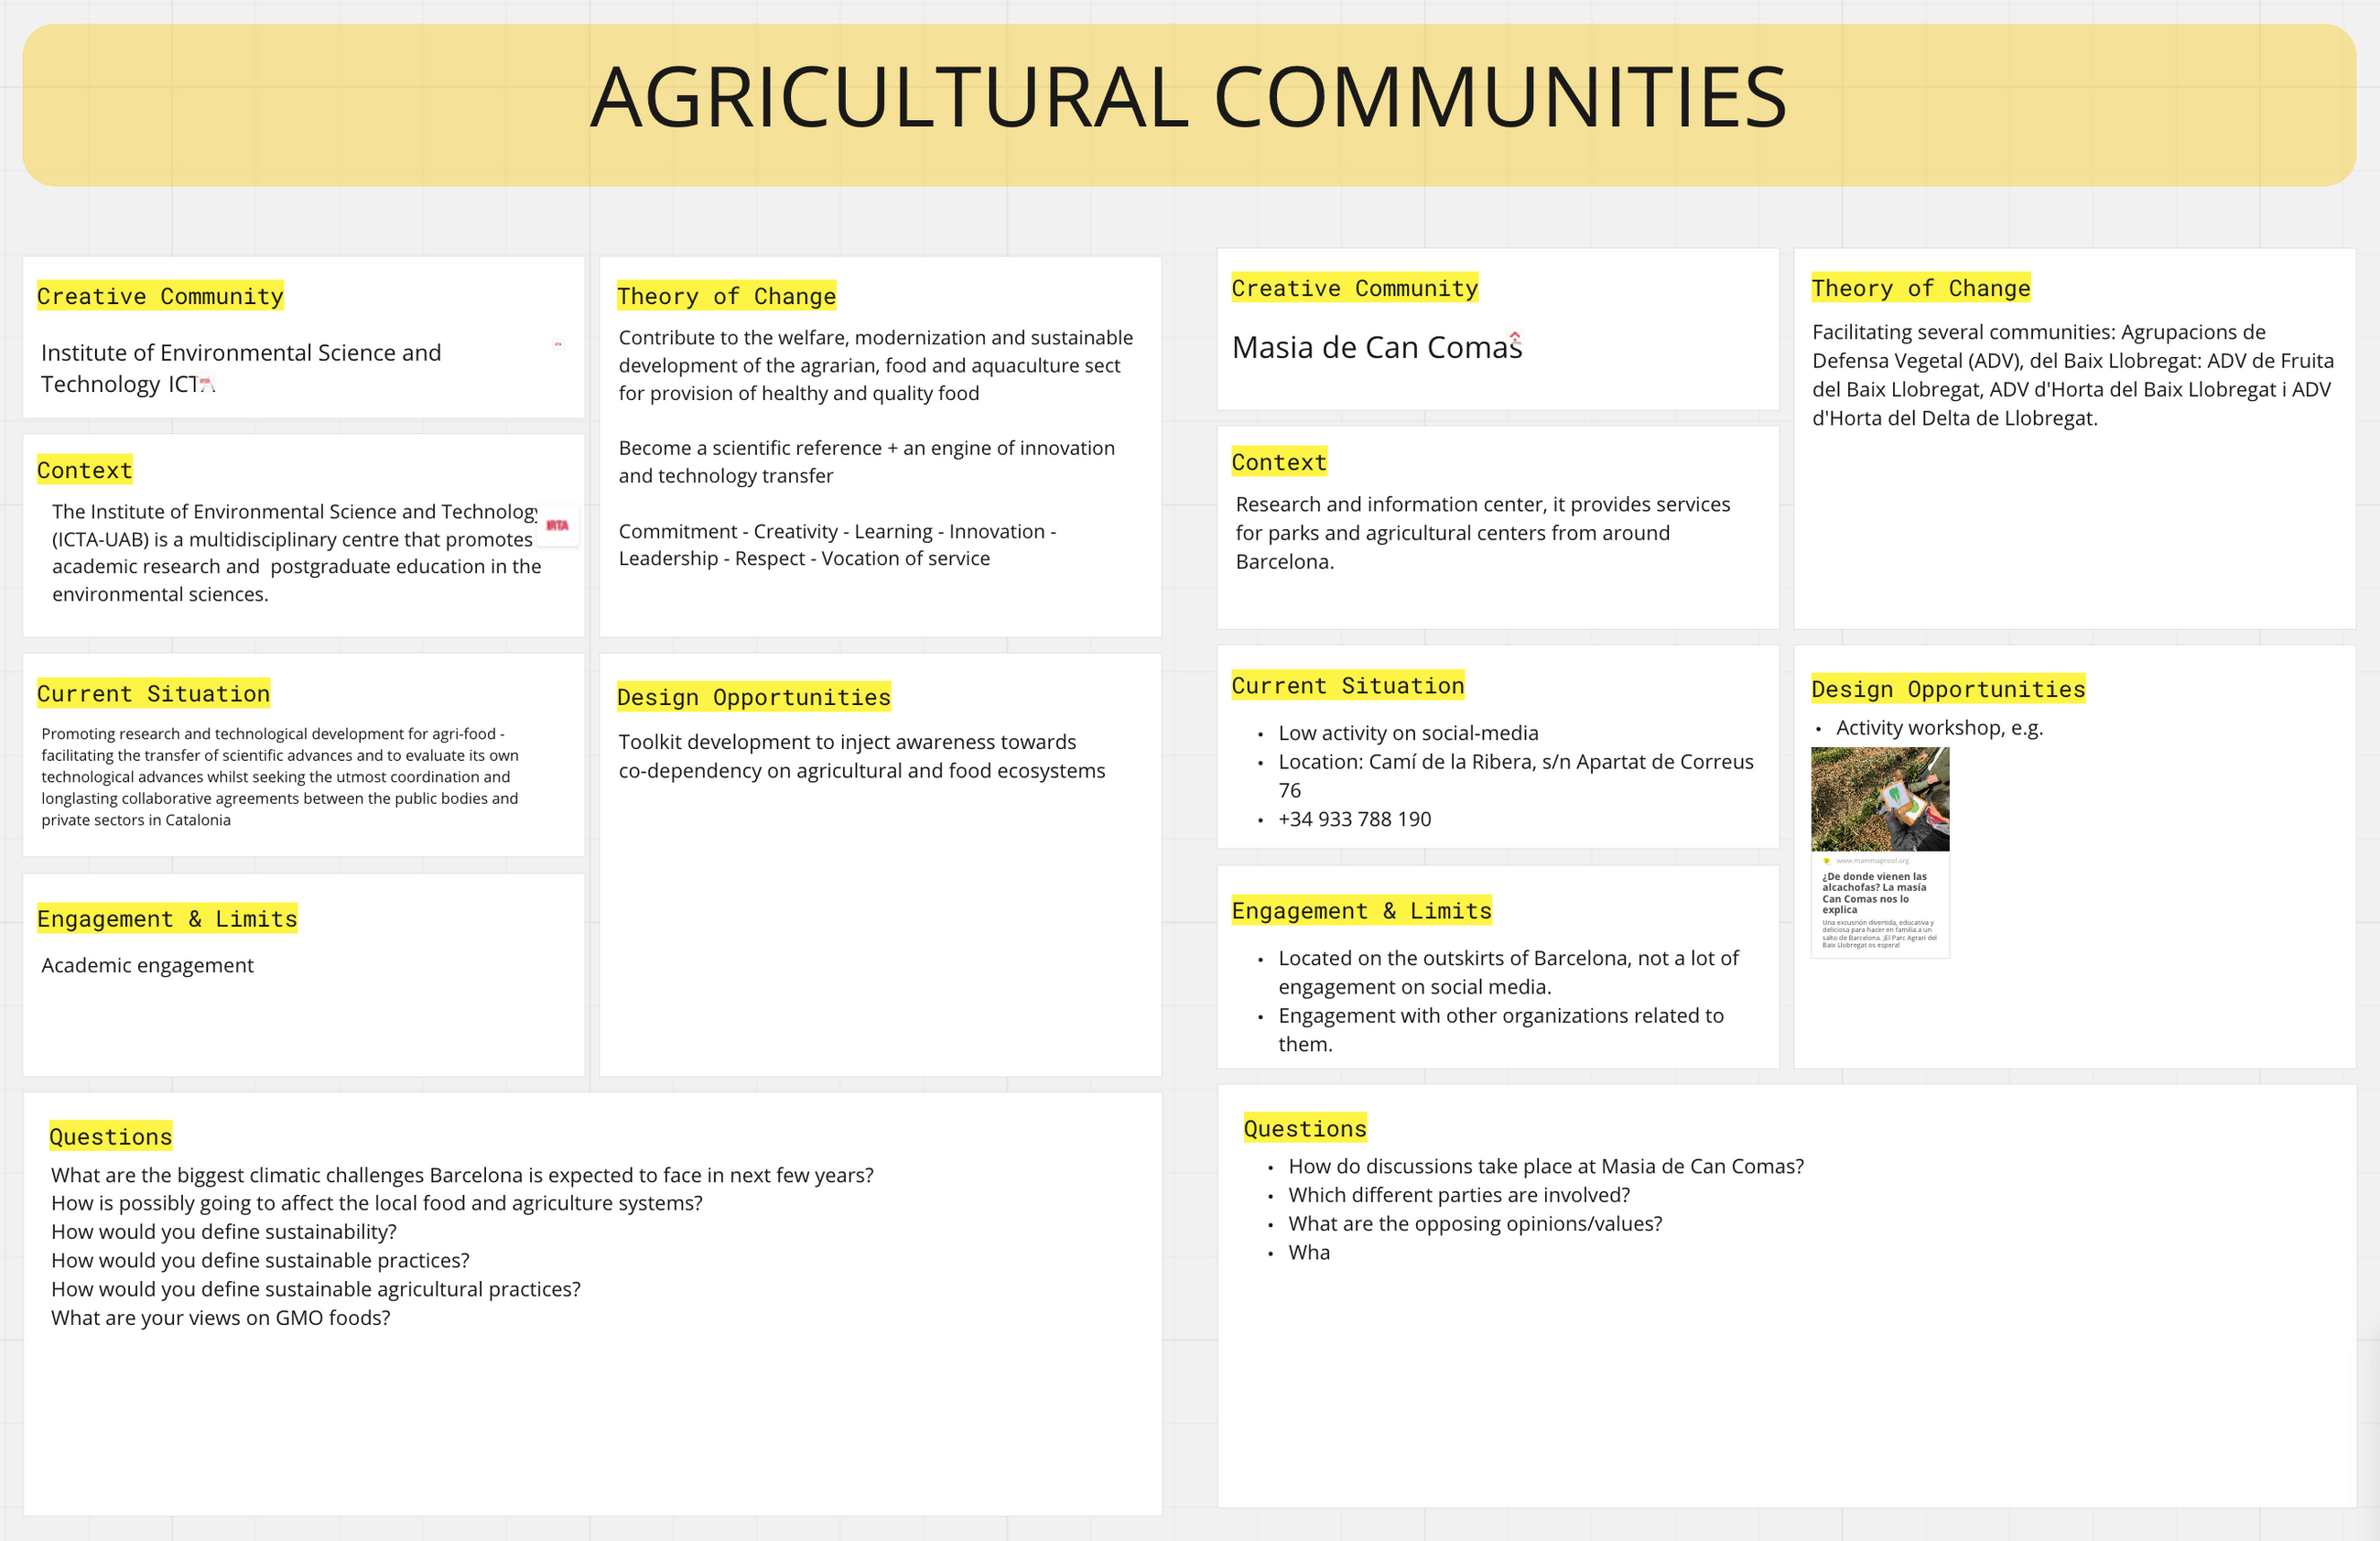 AGRICULTURAL COMMUNITIES
Creative Community
Institute of Environmental Science and
Technology ICTA
Context
The Institute of Environmental Science and Technology
(ICTA-UAB) is a multidisciplinary centre that promotes
academic research and  postgraduate education in the
environmental sciences.
IRTA
Current Situation
Promoting research and technological development for agri-food -
facilitating the transfer of scientific advances and to evaluate its own
technological advances whilst seeking the utmost coordination and
longlasting collaborative agreements between the public bodies and
private sectors in Catalonia
Engagement & Limits
Academic engagement
Theory of Change
Contribute to the welfare, modernization and sustainable
development of the agrarian, food and aquaculture sect
for provision of healthy and quality food
Become a scientific reference + an engine of innovation
and technology transfer
Commitment - Creativity - Learning - Innovation -
Leadership - Respect - Vocation of service
Design Opportunities
Toolkit development to inject awareness towards
co-dependency on agricultural and food ecosystems
Questions
What are the biggest climatic challenges Barcelona is expected to face in next few years?
How is possibly going to affect the local food and agriculture systems?
How would you define sustainability?
How would you define sustainable practices?
How would you define sustainable agricultural practices?
What are your views on GMO foods?
Creative Community
Masia de Can Comas
Context
Research and information center, it provides services
for parks and agricultural centers from around
Barcelona.
Current Situation
• Low activity on social-media
• Location: Camí de la Ribera, s/n Apartat de Correus
76
• +34 933 788 190
Engagement & Limits
• Located on the outskirts of Barcelona, not a lot of
engagement on social media.
• Engagement with other organizations related to
them.
Theory of Change
Facilitating several communities: Agrupacions de
Defensa Vegetal (ADV), del Baix Llobregat: ADV de Fruita
del Baix Llobregat, ADV d'Horta del Baix Llobregat i ADV
d'Horta del Delta de Llobregat.
Design Opportunities
• Activity workshop, e.g.
www.mammaproof.org
¿De donde vienen las
alcachofas? La masía
Can Comas nos lo
explica
Una excusnión divertida, educativa y
deliciosa para hacer en familia a un
salto de Barcelona. ¡El Parc Agrari del
Baix Llobregat os espera!
Questions
• How do discussions take place at Masia de Can Comas?
• Which different parties are involved?
• What are the opposing opinions/values?
• Wha